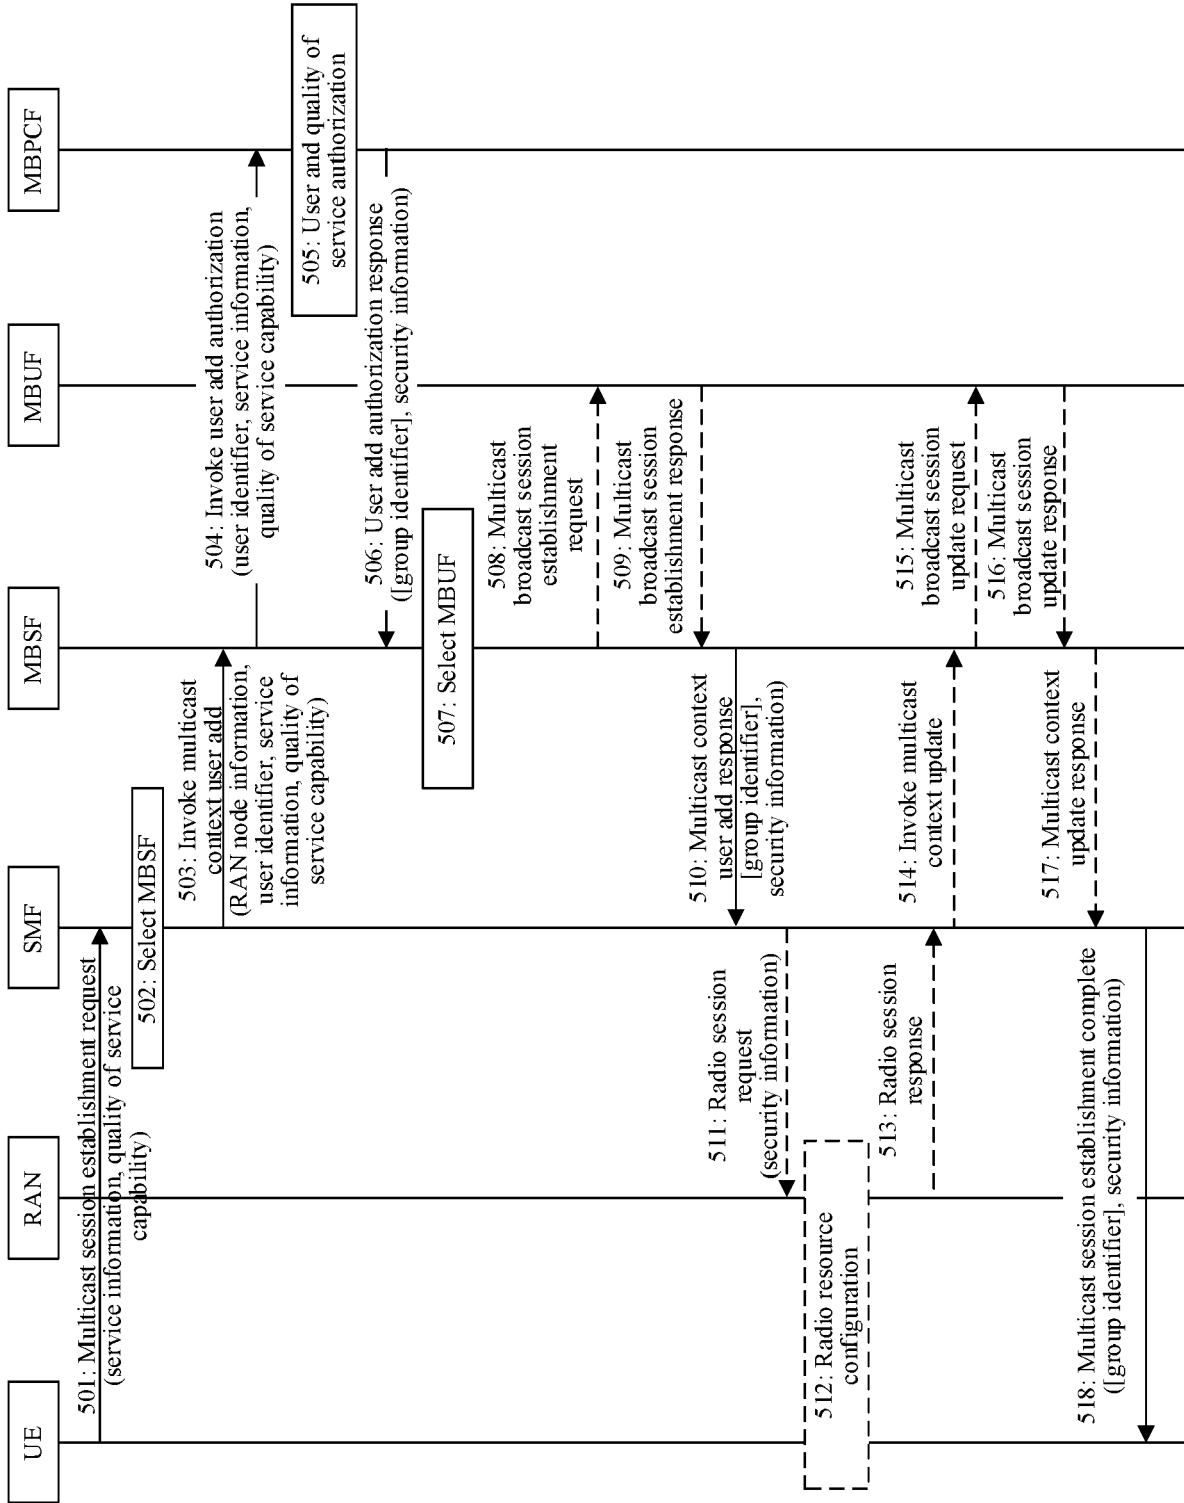 UE
RAN
SMF
MBSF
MBUF
MBPCF
501: Multicast session establishment request
(service information, quality of service
capability)
502: Select MBSF
503: Invoke multicast
context user add
(RAN node information,
user identifier, service
information, quality of
service capability)
504: Invoke user add authorization
(user identifier, service information,
quality of service capability)
505: User and quality of
service authorization
506: User add authorization response
([group identifier], security information)
507: Select MBUF
508: Multicast
broadcast session
establishment
request
509: Multicast
broadcast session
establishment response
510: Multicast context
user add response
[group identifier],
security information)
511: Radio session
request
(security information)
512: Radio resource
configuration
513: Radio session
response
514: Invoke multicast
context update
515: Multicast
broadcast session
update request
516: Multicast
broadcast session
update response
517: Multicast context
update response
518: Multicast session establishment complete
([group identifier], security information)